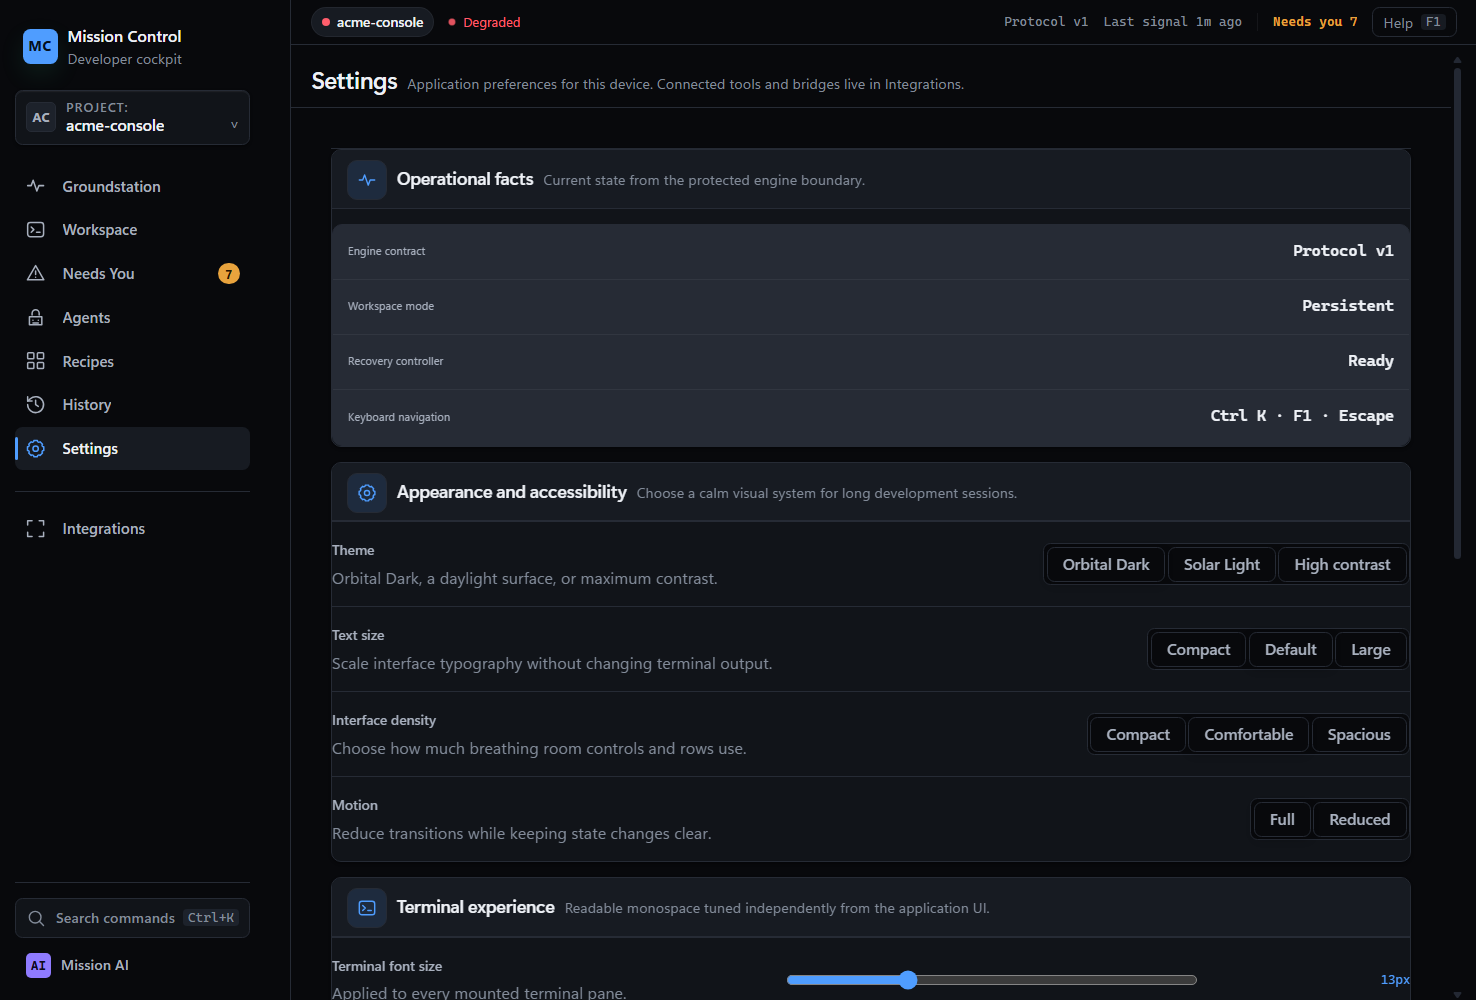 MC
Mission Control
Developer cockpit
AC
PROJECT:
acme-console
v
Groundstation
Workspace
Needs You
7
Agents
Recipes
History
Settings
Integrations
Search commands Ctrl+K
AI Mission AI
acme-console
Degraded
Protocol v1 Last signal 1m ago
Needs you 7
Help F1
Settings Application preferences for this device. Connected tools and bridges live in Integrations.
Operational facts Current state from the protected engine boundary.
Engine contract Protocol v1
Workspace mode Persistent
Recovery controller Ready
Keyboard navigation Ctrl K · F1 · Escape
Appearance and accessibility Choose a calm visual system for long development sessions.
Theme
Orbital Dark, a daylight surface, or maximum contrast.
Orbital Dark Solar Light High contrast
Text size
Scale interface typography without changing terminal output.
Compact Default Large
Interface density
Choose how much breathing room controls and rows use.
Compact Comfortable Spacious
Motion
Reduce transitions while keeping state changes clear.
Full Reduced
Terminal experience Readable monospace tuned independently from the application UI.
Terminal font size
Applied to every mounted terminal pane.
13px